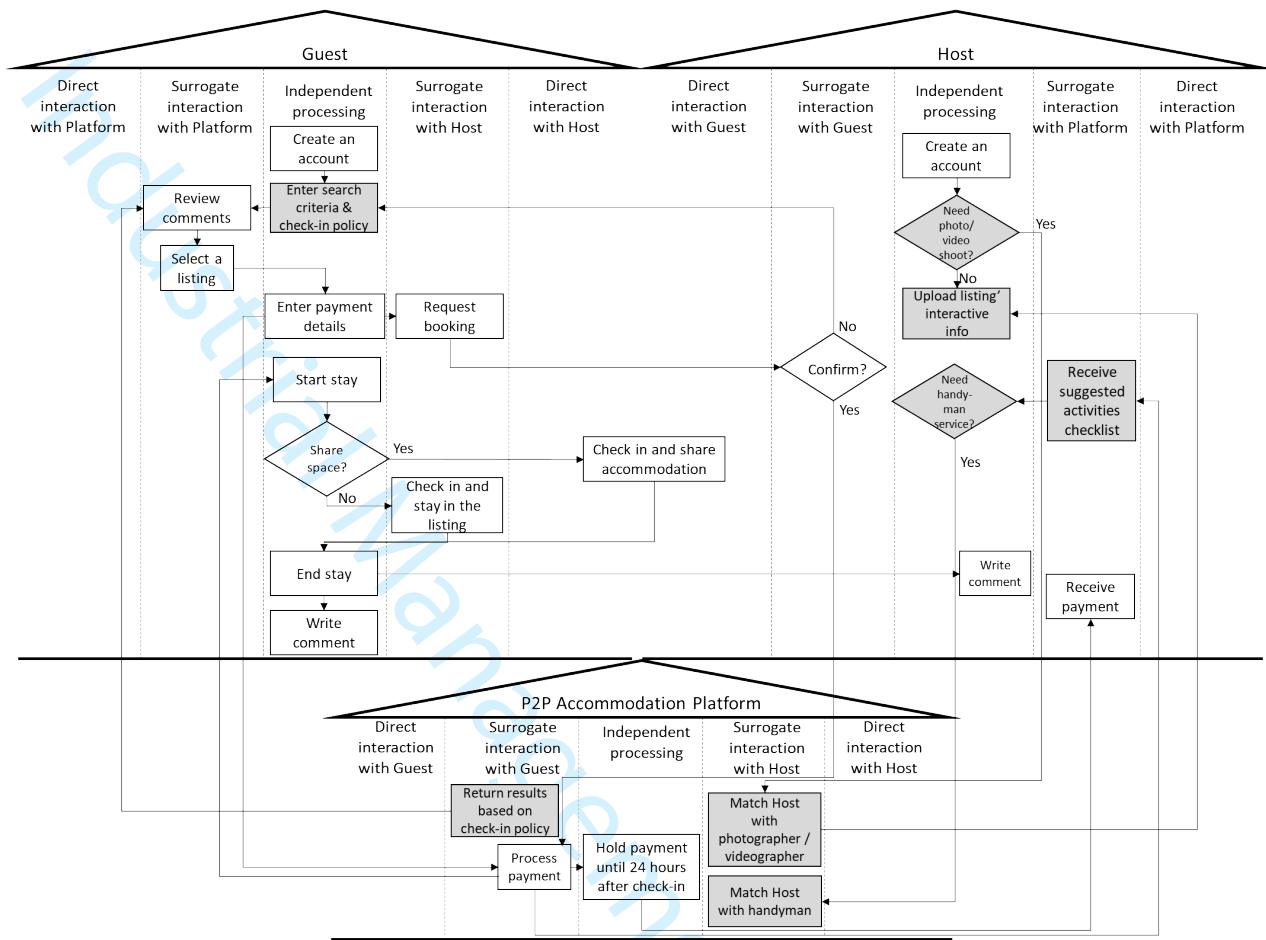 Guest
Host
Direct
interaction
with Platform
Surrogate
interaction
with Platform
Independent
processing
Surrogate
interaction
with Host
Direct
interaction
with Host
Direct
interaction
with Guest
Surrogate
interaction
with Guest
Independent
processing
Surrogate
interaction
with Platform
Direct
interaction
with Platform
Create an
account
Enter search
criteria &
check-in policy
Review
comments
Select a
listing
Enter payment
details
Request
booking
Start stay
Share
space?
Yes
No
Check in and share
accommodation
Check in and
stay in the
listing
End stay
Write
comment
Create an
account
Need
photo/
video
shoot?
Yes
No
Upload listing’
interactive
info
No
Confirm?
Yes
Need
handy-
man
service?
Yes
Receive
suggested
activities
checklist
Write
comment
Receive
payment
P2P Accommodation Platform
Direct
interaction
with Guest
Surrogate
interaction
with Guest
Independent
processing
Surrogate
interaction
with Host
Direct
interaction
with Host
Return results
based on
check-in policy
Process
payment
Hold payment
until 24 hours
after check-in
Match Host
with
photographer /
videographer
Match Host
with handyman
Industrial Managem